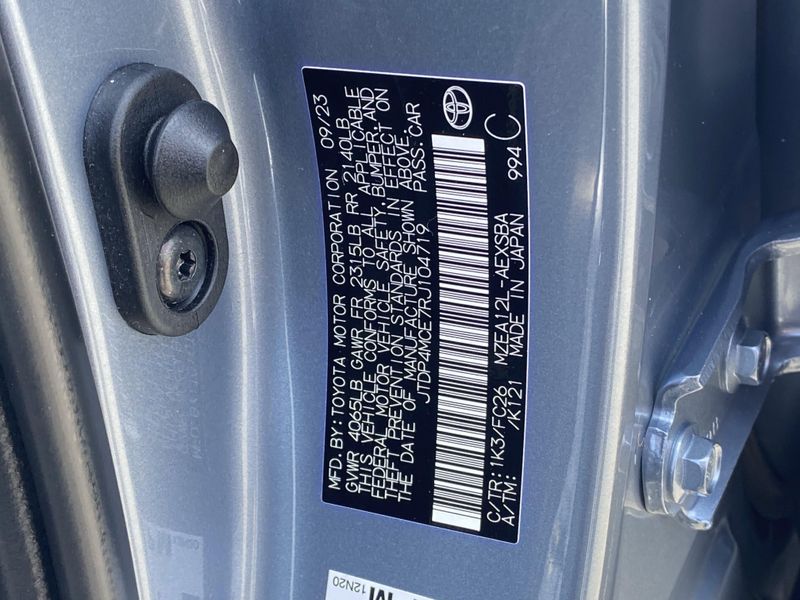 MFD. BY: TOYOTA MOTOR CORPORATION 09/23
GVWR 4065LB GAWR FR 2315LB RR 2140LB
THIS VEHICLE CONFORMS TO ALL APPLICABLE
FEDERAL MOTOR VEHICLE SAFETY, BUMPER, AND
THEFT PREVENTION STANDARDS IN EFFECT ON
THE DATE OF MANUFACTURE SHOWN ABOVE.
JTDP4MCE7RJ104719 PASS. CAR
C/TR: 1K3/FC26 MZEA12L-AEXSBA 994 C
A/TM: /K121 MADE IN JAPAN
12N20